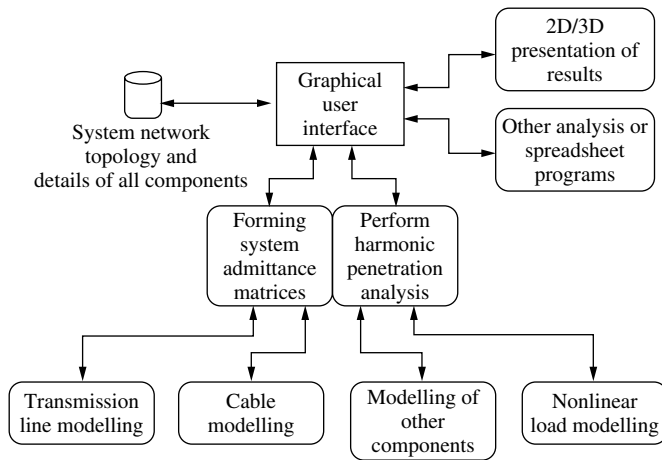 2D/3D
presentation of
results
Graphical
user
interface
System network
topology and
details of all components
Other analysis or
spreadsheet
programs
Forming
system
admittance
matrices
Perform
harmonic
penetration
analysis
Transmission
line modelling
Cable
modelling
Modelling of
other
components
Nonlinear
load modelling